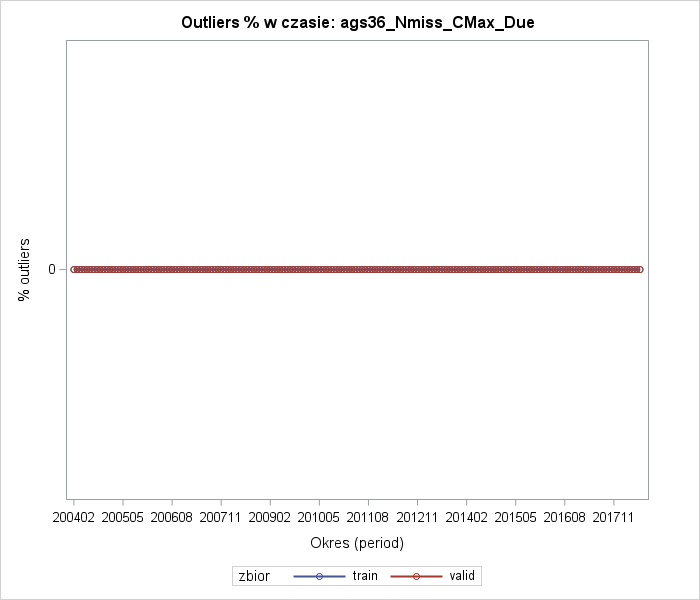 Outliers % w czasie: ags36_Nmiss_CMax_Due
% outliers
0
200402 200505 200608 200711 200902 201005 201108 201211 201402 201505 201608 201711
Okres (period)
zbior train valid